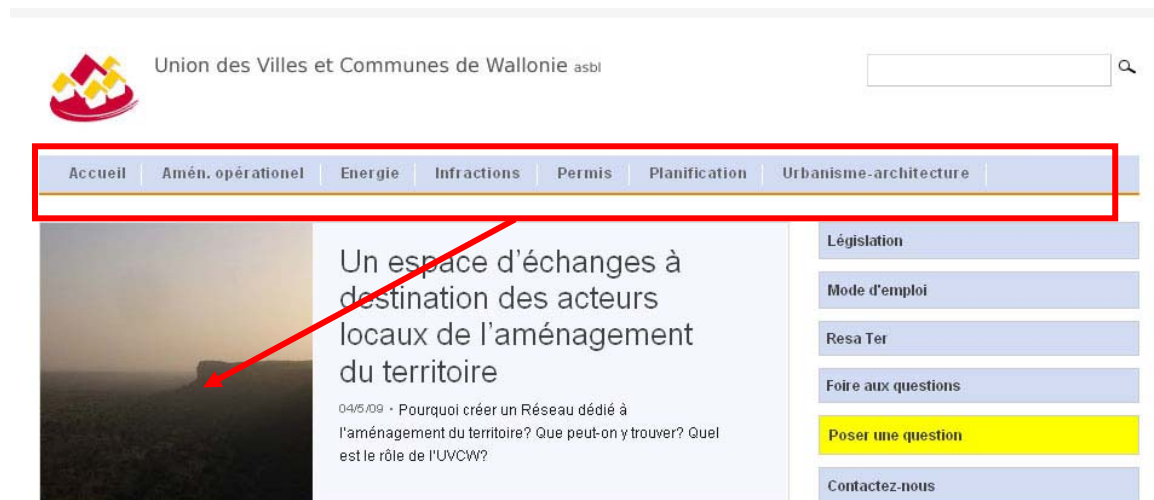 Union des Villes et Communes de Wallonie asbl
Accueil Amén. opérationel Energie Infractions Permis Planification Urbanisme-architecture
Un espace d'échanges à
destination des acteurs
locaux de l'aménagement
du territoire
04/5/09 · Pourquoi créer un Réseau dédié à
l'aménagement du territoire? Que peut-on y trouver? Quel
est le rôle de l'UVCW?
Législation
Mode d'emploi
Resa Ter
Foire aux questions
Poser une question
Contactez-nous